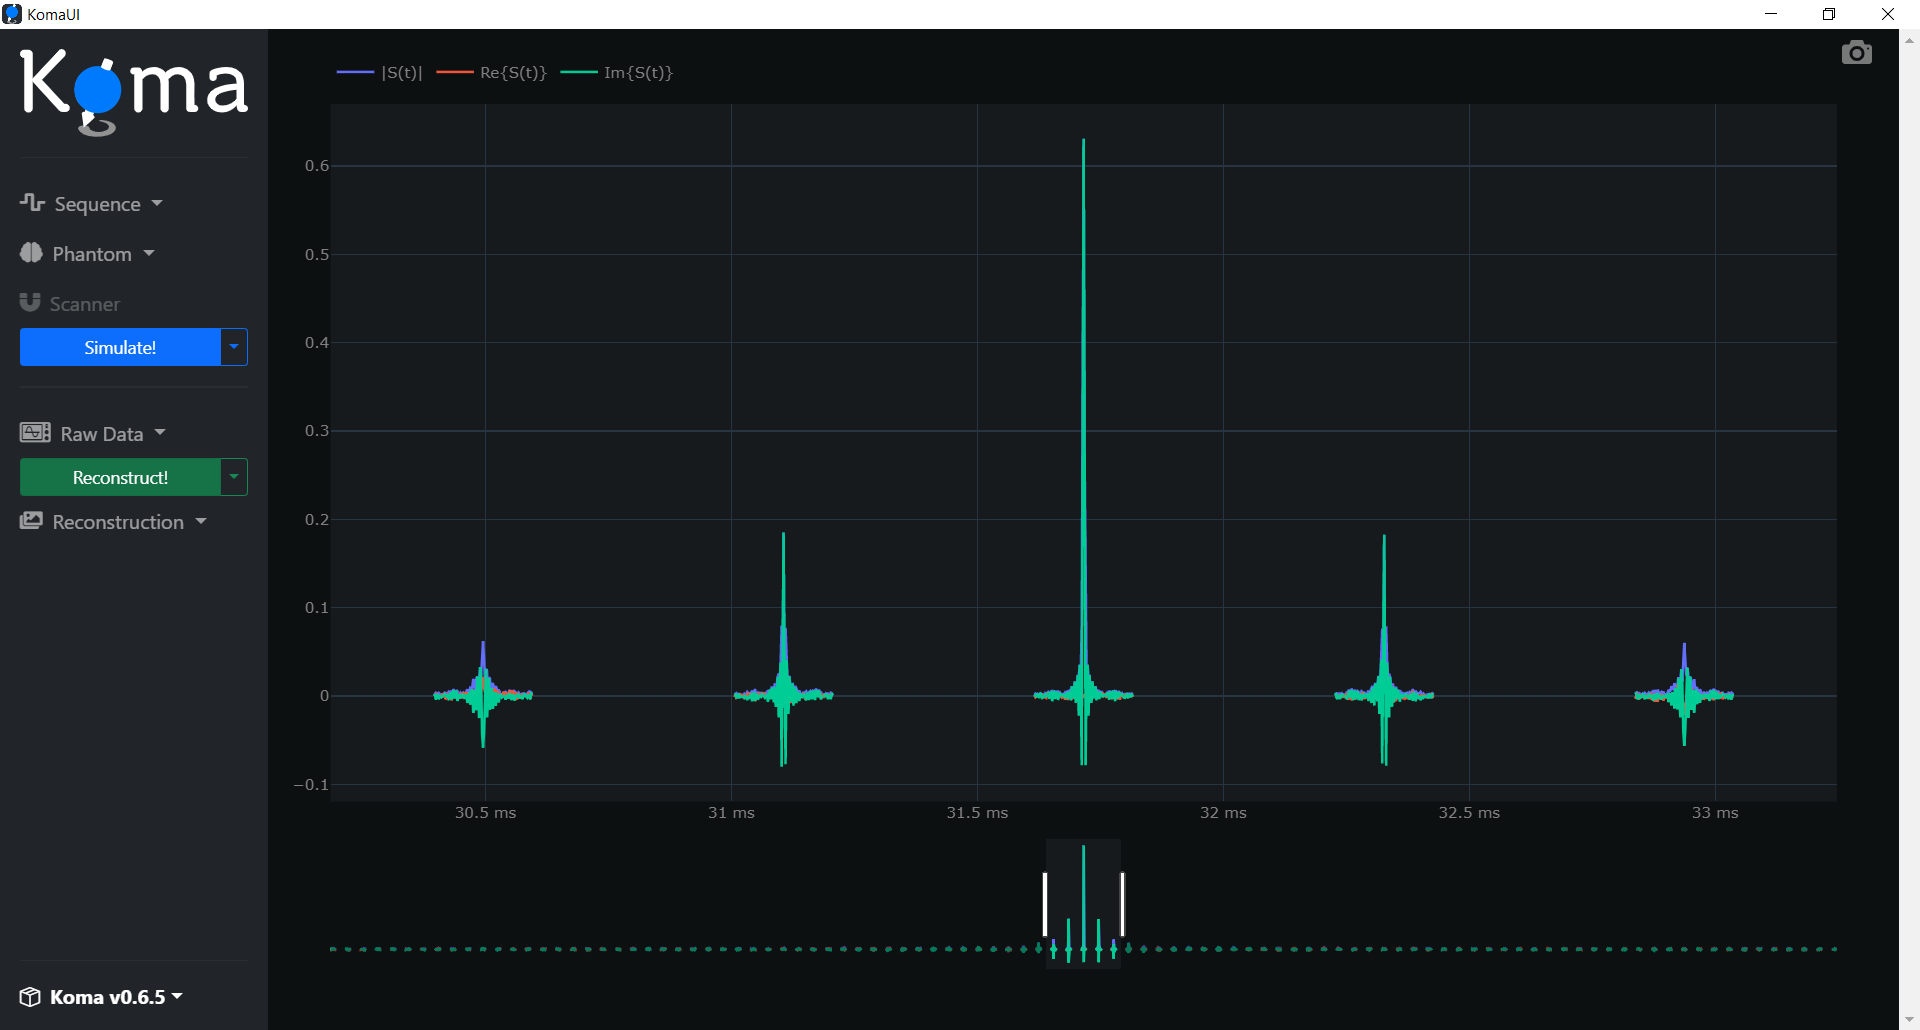 KomaUI
Koma
Sequence
Phantom
Scanner
Simulate!
Raw Data
Reconstruct!
Reconstruction
Koma v0.6.5
|S(t)| Re{S(t)} Im{S(t)}
0.6
0.5
0.4
0.3
0.2
0.1
0
−0.1
30.5 ms 31 ms 31.5 ms 32 ms 32.5 ms 33 ms